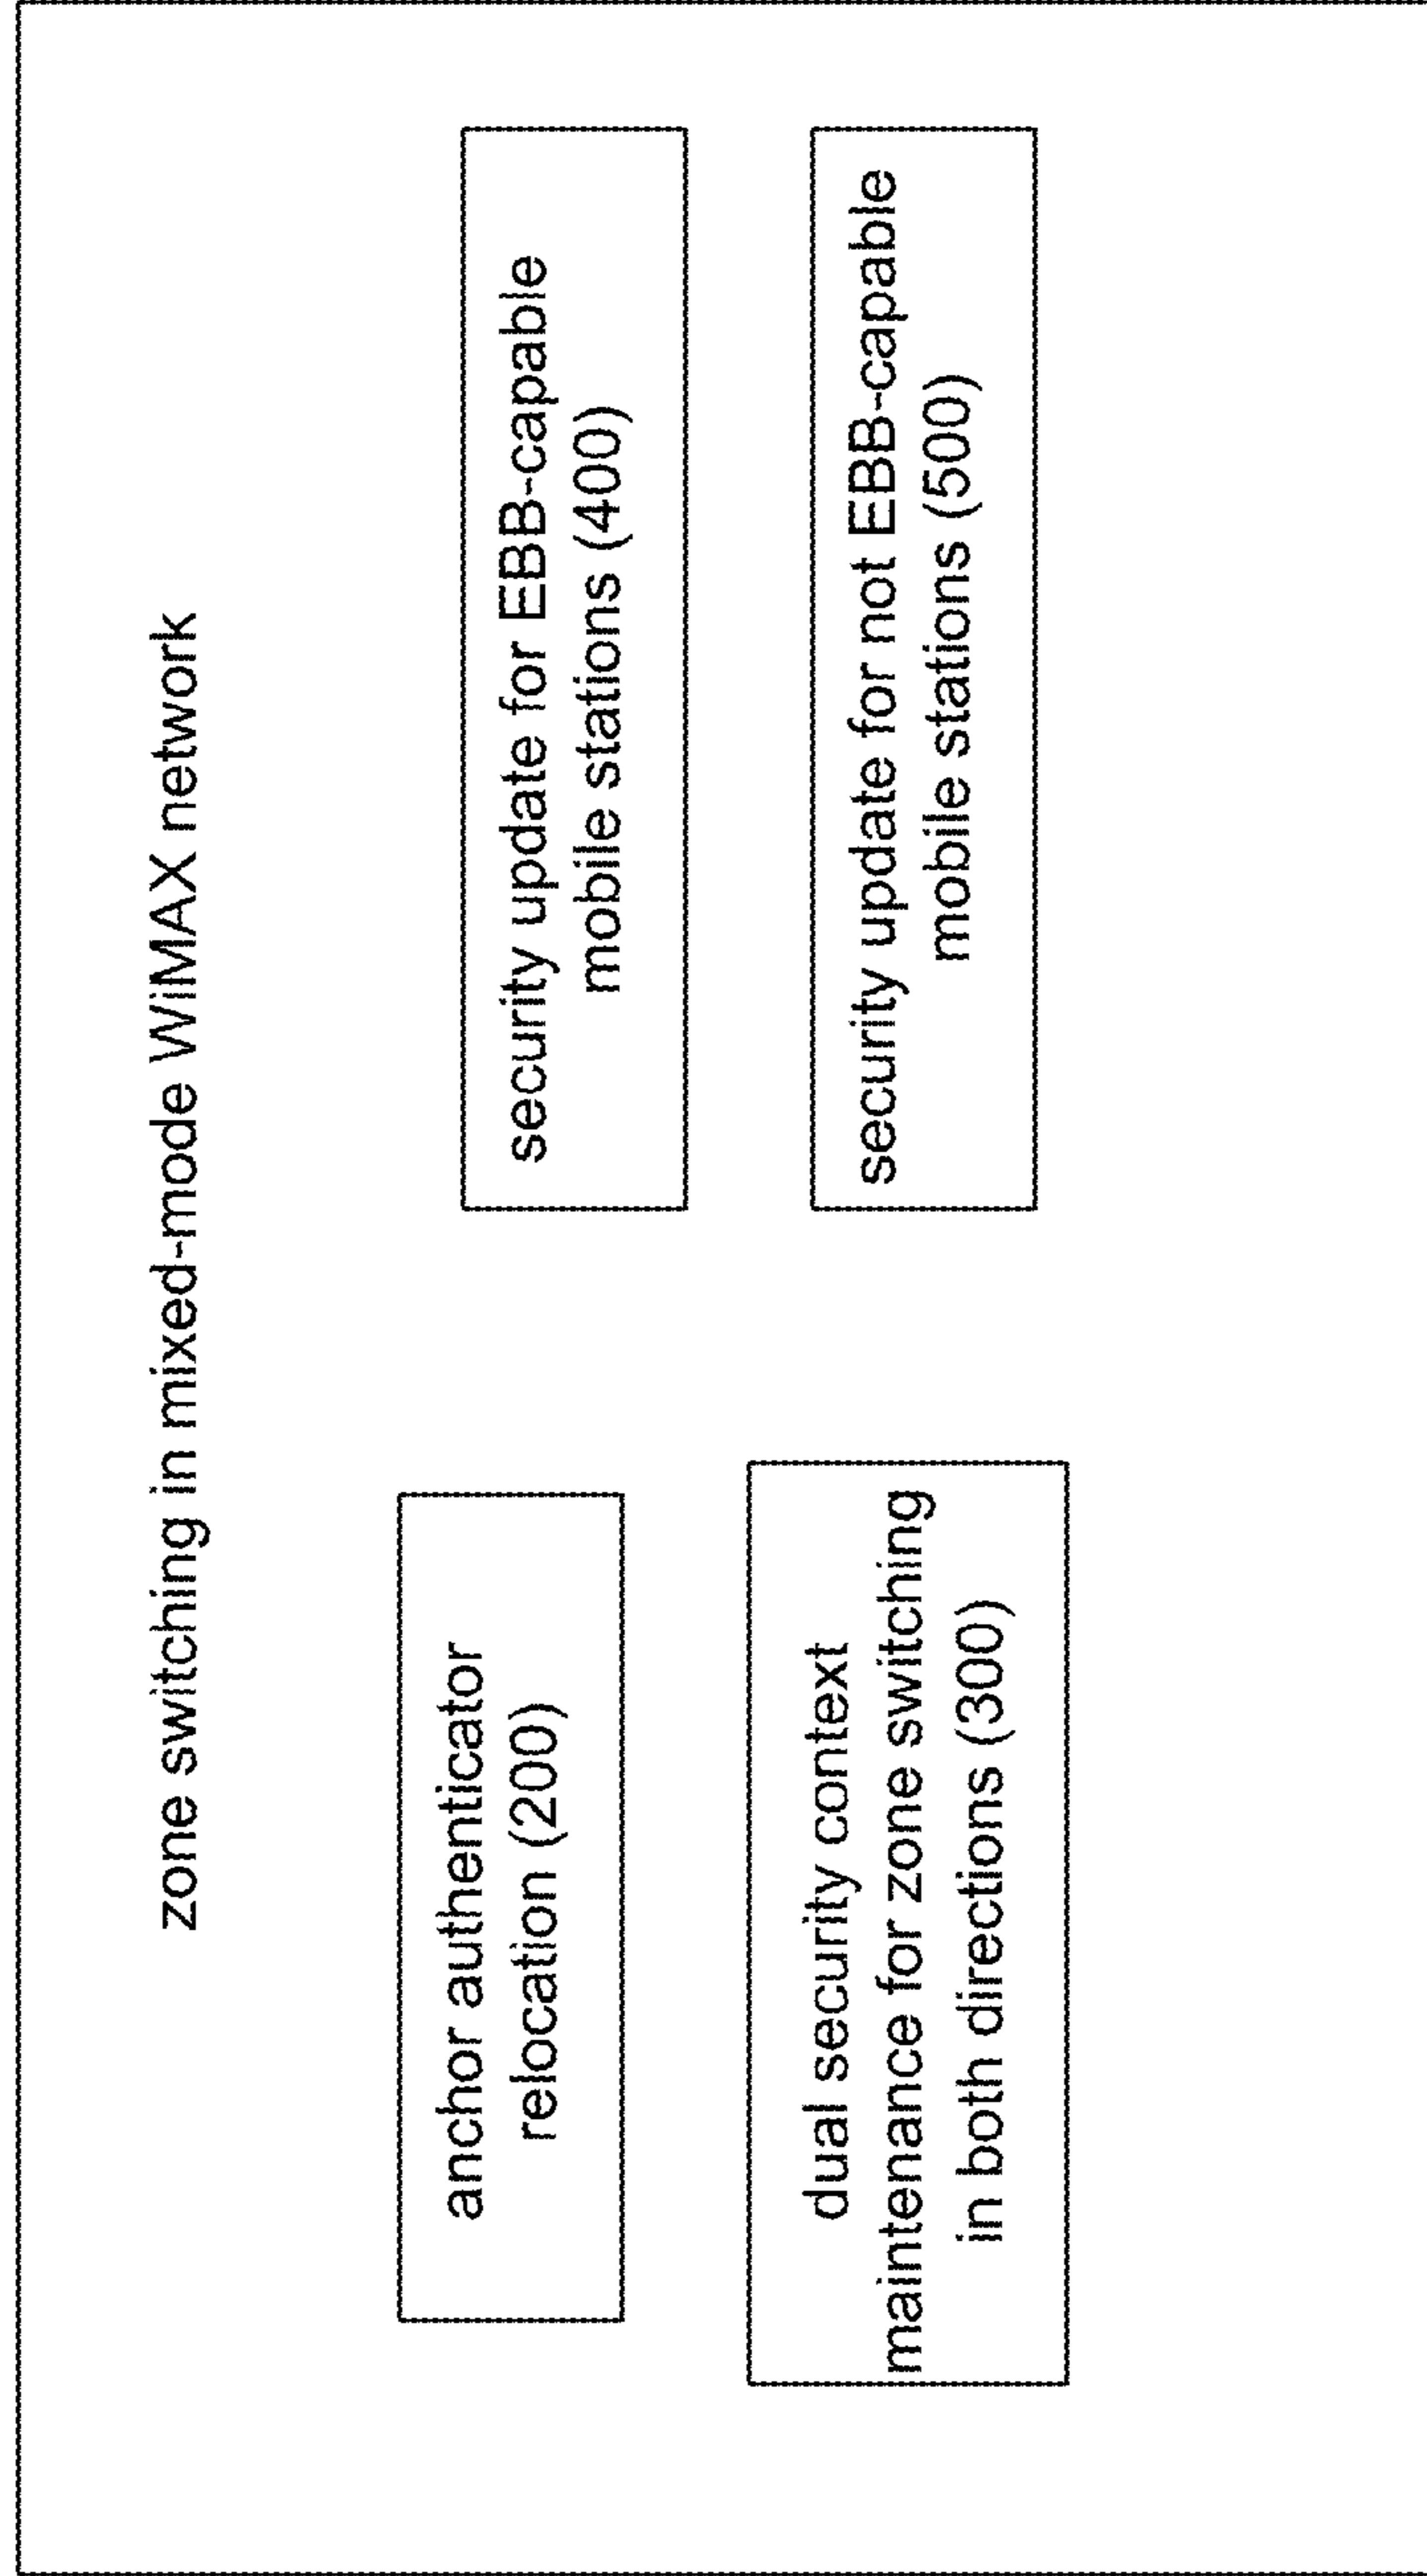 zone switching in mixed-mode WiMAX network
anchor authenticator
relocation (200)
dual security context
maintenance for zone switching
in both directions (300)
security update for EBB-capable
mobile stations (400)
security update for not EBB-capable
mobile stations (500)